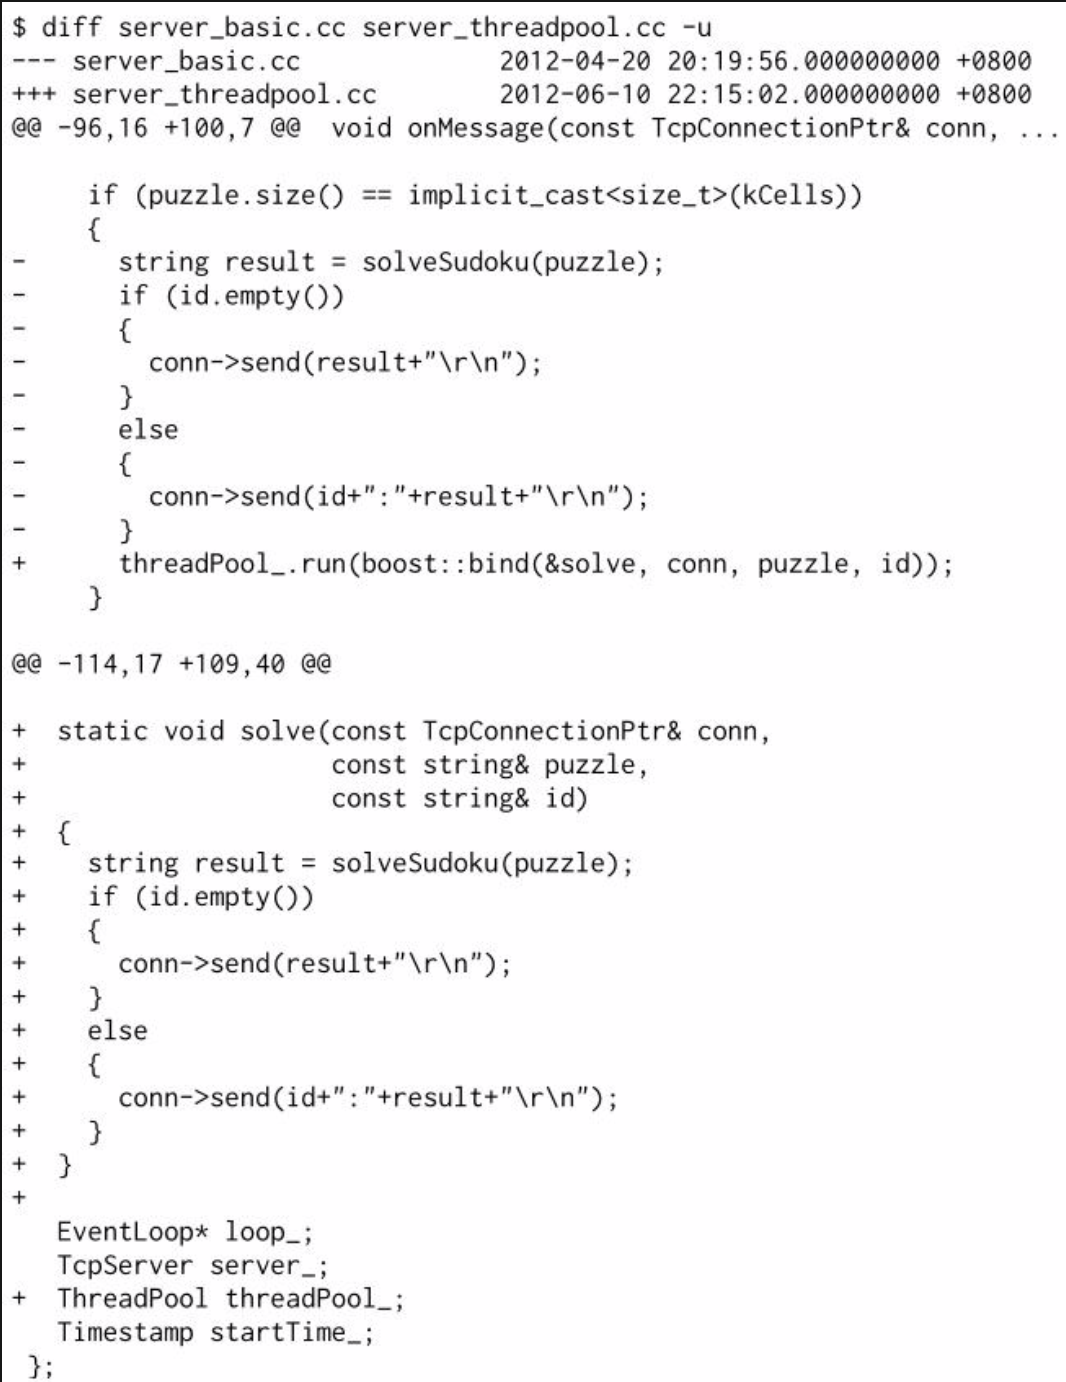 $ diff server_basic.cc server_threadpool.cc -u
--- server_basic.cc             2012-04-20 20:19:56.000000000 +0800
+++ server_threadpool.cc        2012-06-10 22:15:02.000000000 +0800
@@ -96,16 +100,7 @@  void onMessage(const TcpConnectionPtr& conn, ...

     if (puzzle.size() == implicit_cast<size_t>(kCells))
     {
-      string result = solveSudoku(puzzle);
-      if (id.empty())
-      {
-        conn->send(result+"\r\n");
-      }
-      else
-      {
-        conn->send(id+":"+result+"\r\n");
-      }
+      threadPool_.run(boost::bind(&solve, conn, puzzle, id));
     }

@@ -114,17 +109,40 @@

+  static void solve(const TcpConnectionPtr& conn,
+                    const string& puzzle,
+                    const string& id)
+  {
+    string result = solveSudoku(puzzle);
+    if (id.empty())
+    {
+      conn->send(result+"\r\n");
+    }
+    else
+    {
+      conn->send(id+":"+result+"\r\n");
+    }
+  }
+
   EventLoop* loop_;
   TcpServer server_;
+  ThreadPool threadPool_;
   Timestamp startTime_;
 };